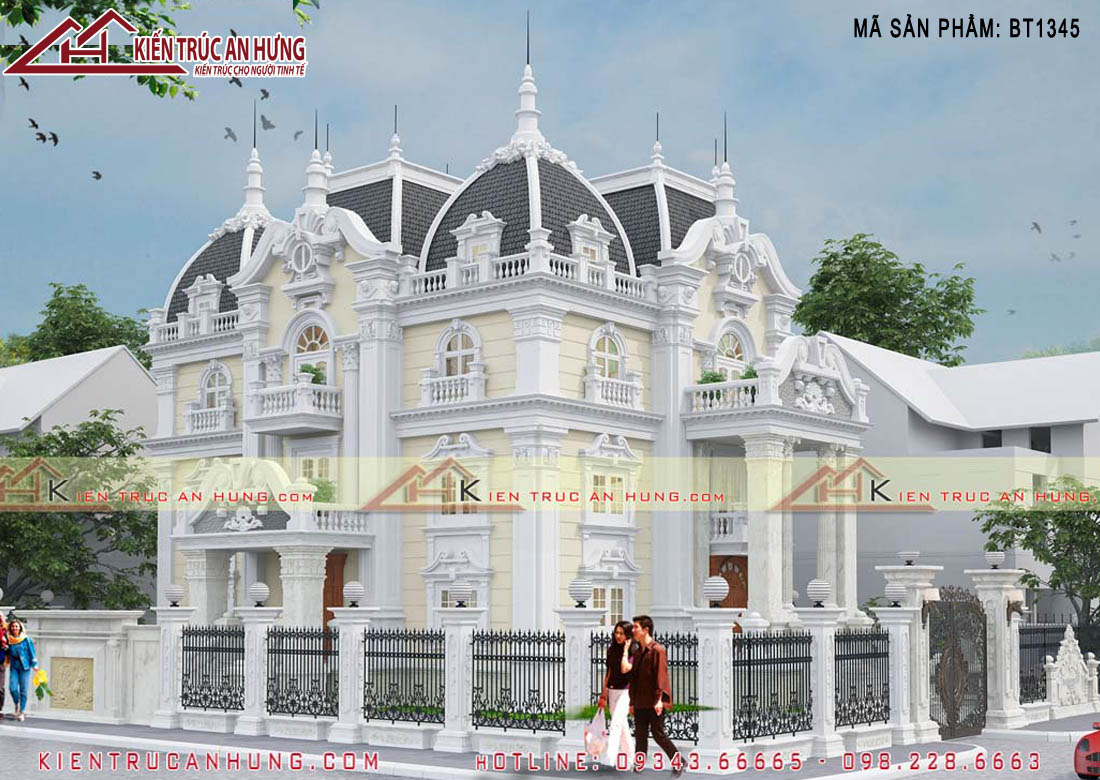 KIẾN TRÚC AN HƯNG
KIẾN TRÚC CHO NGƯỜI TINH TẾ
MÃ SẢN PHẨM: BT1345
KIEN TRUC AN HUNG.COM
KIEN TRUC AN HUNG.COM
KIEN TRUC AN HUNG
KIENTRUCANHUNG.COM HOTLINE: 09343.66665 - 098.228.6663